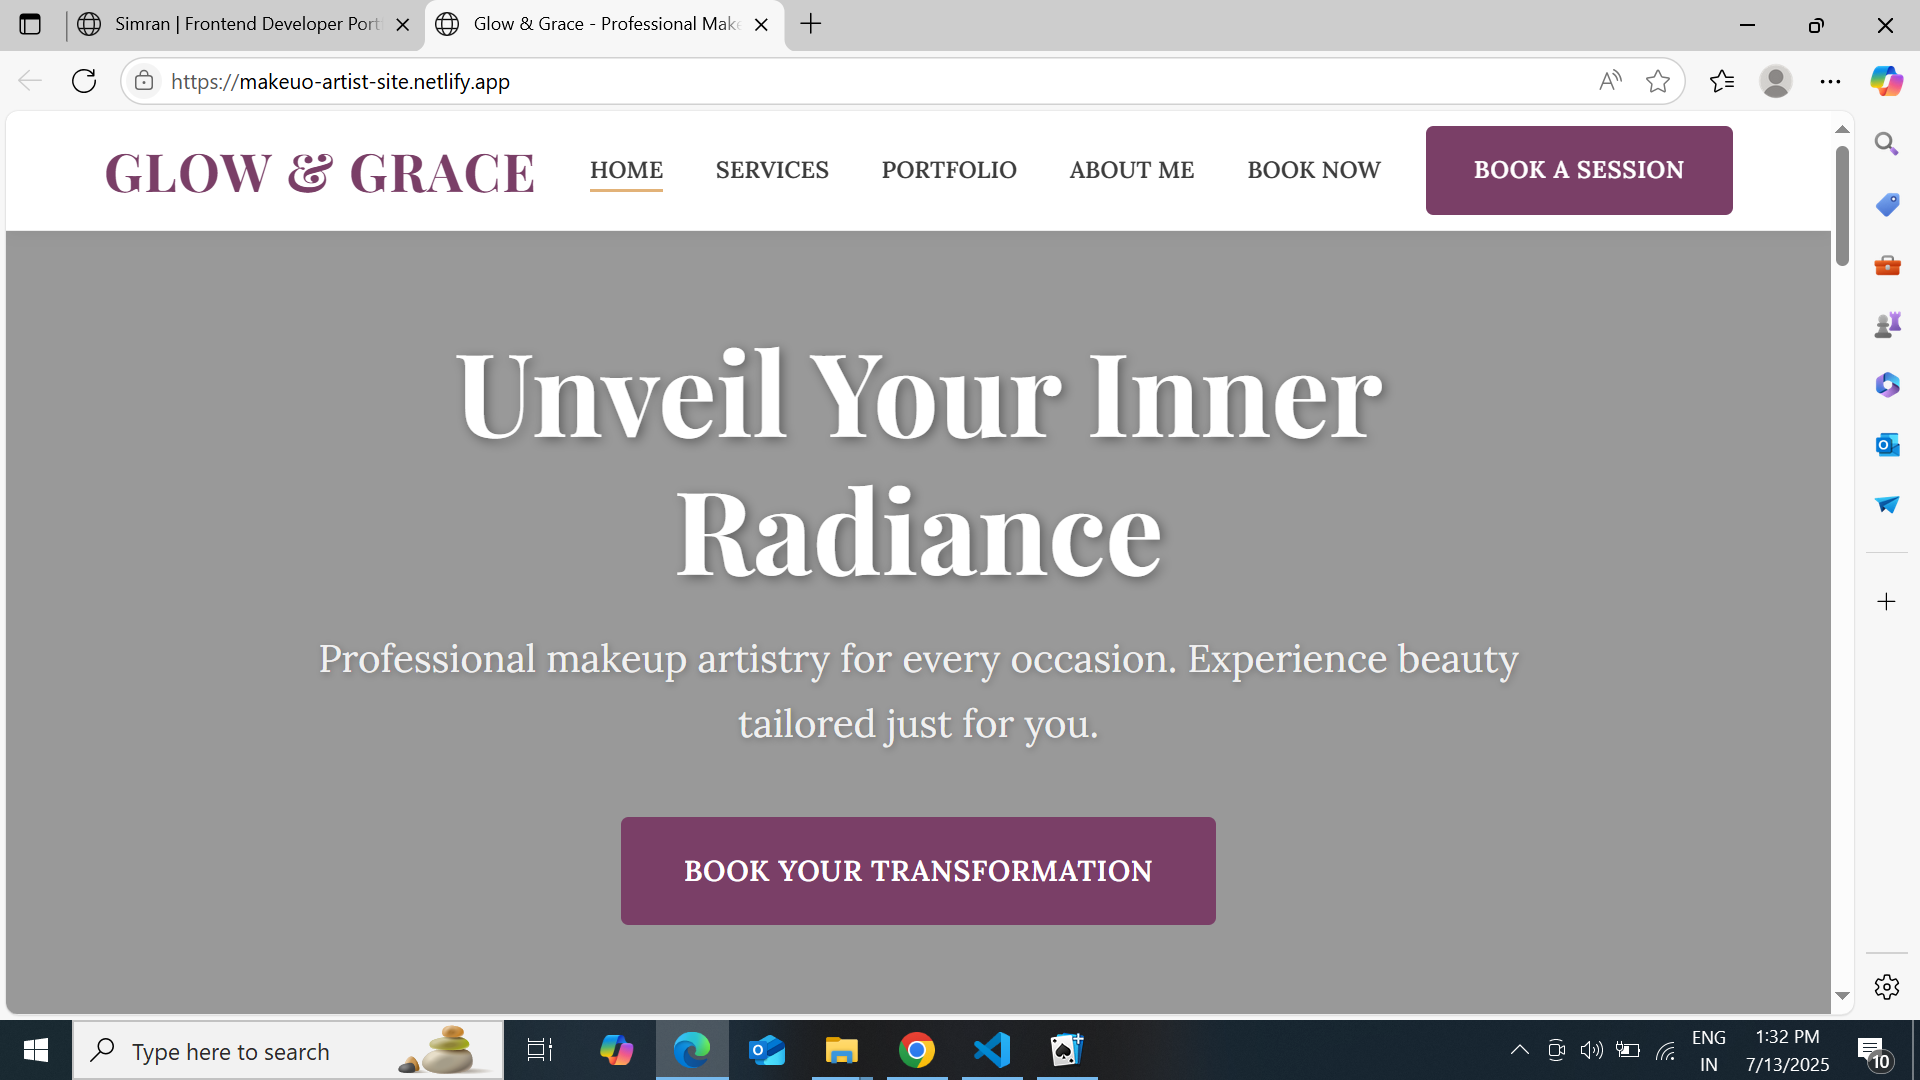 Simran | Frontend Developer Port
Glow & Grace - Professional Make
https://makeuo-artist-site.netlify.app
GLOW & GRACE
HOME
SERVICES
PORTFOLIO
ABOUT ME
BOOK NOW
BOOK A SESSION
Unveil Your Inner
Radiance
Professional makeup artistry for every occasion. Experience beauty
tailored just for you.
BOOK YOUR TRANSFORMATION
Type here to search
ENG
IN
1:32 PM
7/13/2025
10